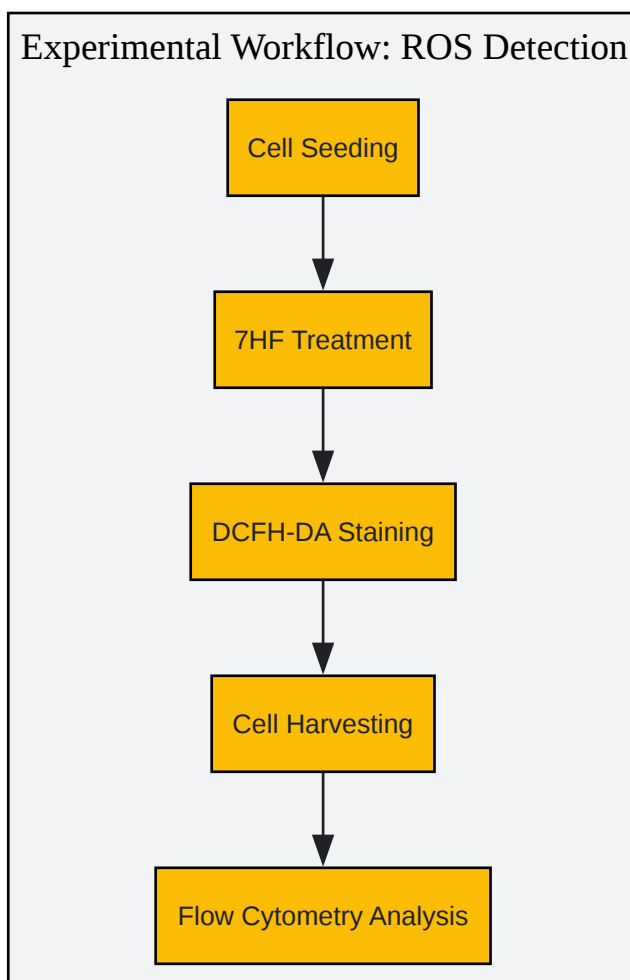 Experimental Workflow: ROS Detection
Cell Seeding
7HF Treatment
DCFH-DA Staining
Cell Harvesting
Flow Cytometry Analysis